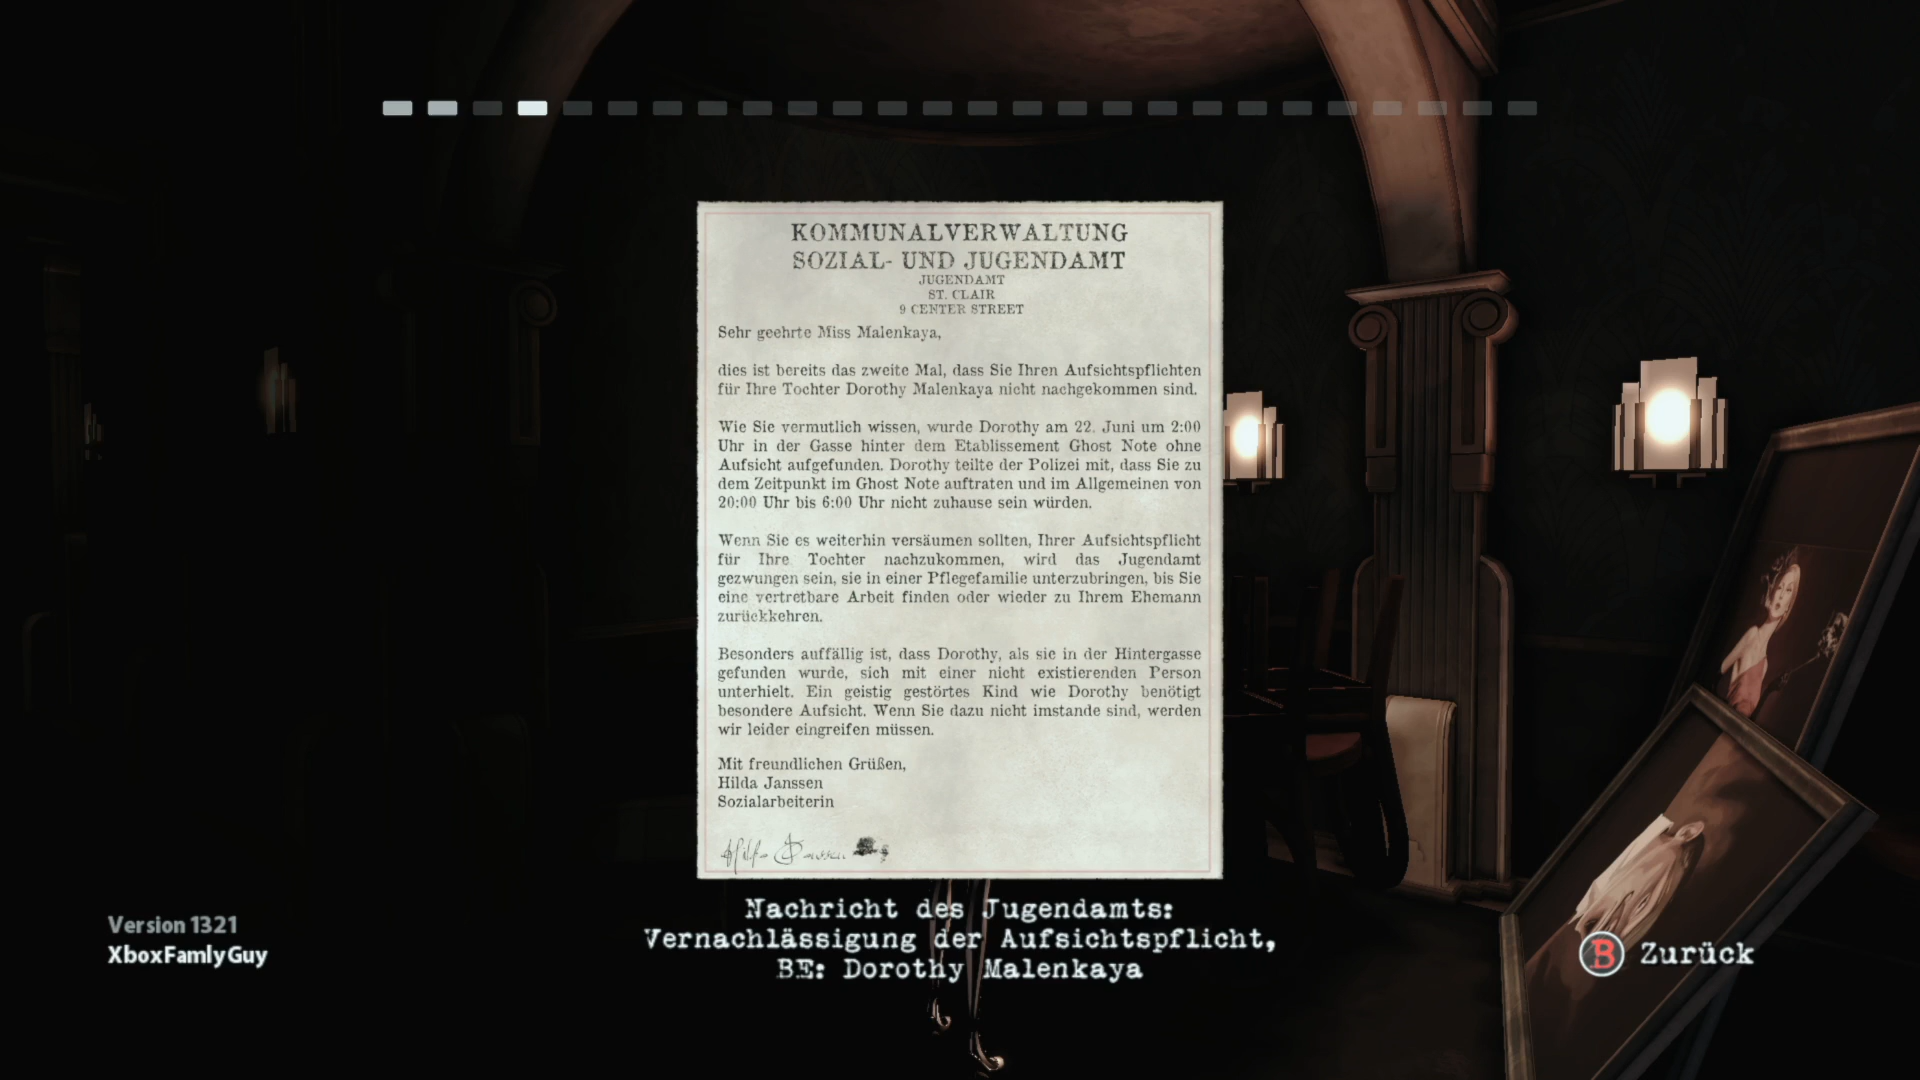 KOMMUNALVERWALTUNG
SOZIAL- UND JUGENDAMT
JUGENDAMT
ST. CLAIR
9 CENTER STREET
Sehr geehrte Miss Malenkaya,
dies ist bereits das zweite Mal, dass Sie Ihren Aufsichtspflichten
für Ihre Tochter Dorothy Malenkaya nicht nachgekommen sind.
Wie Sie vermutlich wissen, wurde Dorothy am 22. Juni um 2:00
Uhr in der Gasse hinter dem Etablissement Ghost Note ohne
Aufsicht aufgefunden. Dorothy teilte der Polizei mit, dass Sie zu
dem Zeitpunkt im Ghost Note auftraten und im Allgemeinen von
20:00 Uhr bis 6:00 Uhr nicht zuhause sein würden.
Wenn Sie es weiterhin versäumen sollten, Ihrer Aufsichtspflicht
für Ihre Tochter nachzukommen, wird das Jugendamt
gezwungen sein, sie in einer Pflegefamilie unterzubringen, bis Sie
eine vertretbare Arbeit finden oder wieder zu Ihrem Ehemann
zurückkehren.
Besonders auffällig ist, dass Dorothy, als sie in der Hintergasse
gefunden wurde, sich mit einer nicht existierenden Person
unterhielt. Ein geistig gestörtes Kind wie Dorothy benötigt
besondere Aufsicht. Wenn Sie dazu nicht imstande sind, werden
wir leider eingreifen müssen.
Mit freundlichen Grüßen,
Hilda Janssen
Sozialarbeiterin
Hilda Janssen
Nachricht des Jugendamts:
Vernachlässigung der Aufsichtspflicht,
BE: Dorothy Malenkaya
Version 1321
XboxFamlyGuy
B Zurück